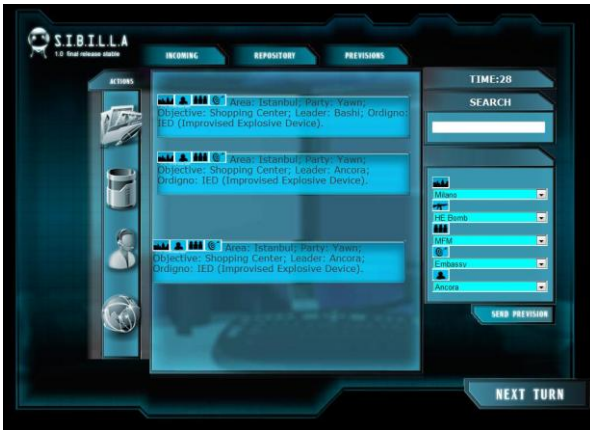 S.I.B.I.L.L.A
1.0 final release stable
INCOMING
REPOSITORY
PREVISIONS
ACTIONS
Area: Istanbul; Party: Yawn;
Objective: Shopping Center; Leader: Bashi; Ordigno:
IED (Improvised Explosive Device).
Area: Istanbul; Party: Yawn;
Objective: Shopping Center; Leader: Ancora;
Ordigno: IED (Improvised Explosive Device).
Area: Istanbul; Party: Yawn;
Objective: Shopping Center; Leader: Ancora;
Ordigno: IED (Improvised Explosive Device).
TIME:28
SEARCH
Milano
HE Bomb
MFM
Embassy
Ancora
SEND PREVISION
NEXT TURN